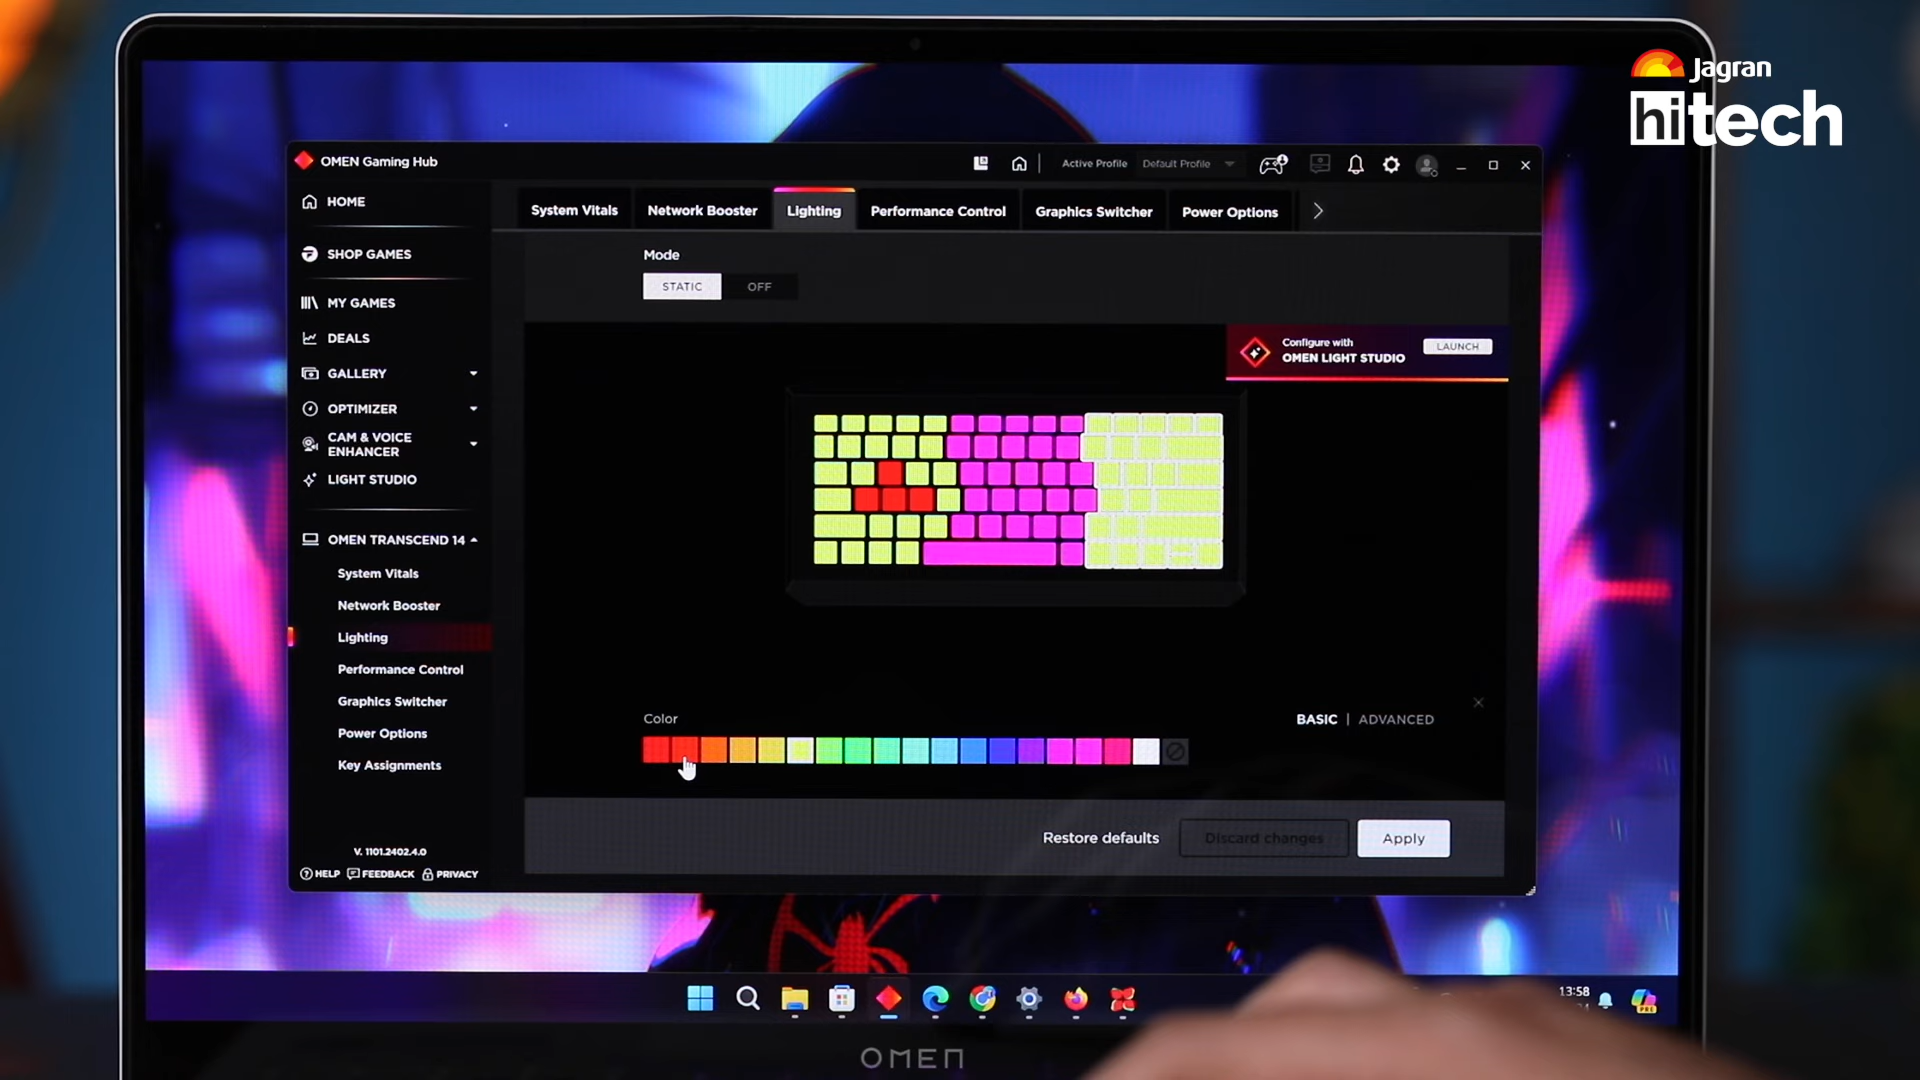 Jagran
hitech
OMEN Gaming Hub
Active Profile
Default Profile
HOME
SHOP GAMES
MY GAMES
DEALS
GALLERY
OPTIMIZER
CAM & VOICE
ENHANCER
LIGHT STUDIO
OMEN TRANSCEND 14
System Vitals
Network Booster
Lighting
Performance Control
Graphics Switcher
Power Options
Key Assignments
V. 1101.2402.4.0
HELP
FEEDBACK
PRIVACY
System Vitals
Network Booster
Lighting
Performance Control
Graphics Switcher
Power Options
Mode
STATIC
OFF
Configure with
OMEN LIGHT STUDIO
LAUNCH
Color
BASIC | ADVANCED
Restore defaults
Discard changes
Apply
13:58
PRE
OMEN